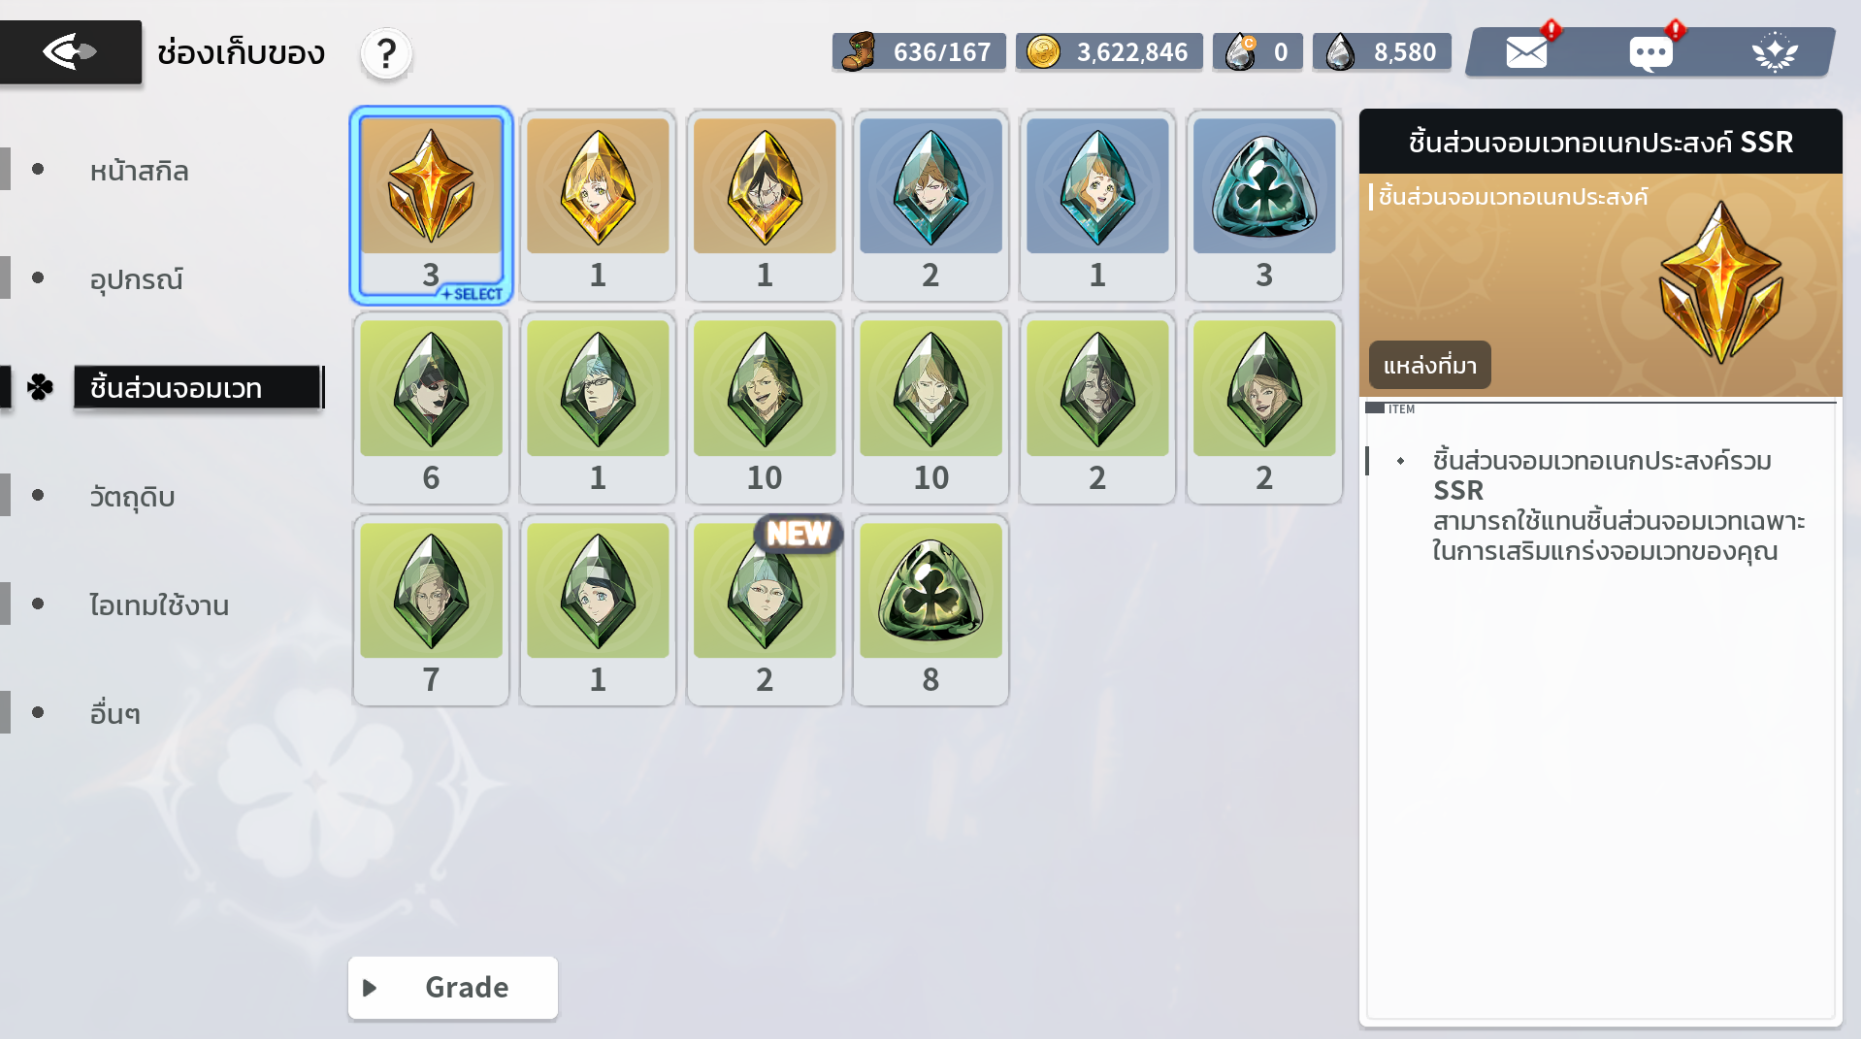 ช่องเก็บของ
?
636/167
3,622,846
C
0
8,580
หน้าสกิล
อุปกรณ์
ชิ้นส่วนจอมเวท
วัตถุดิบ
ไอเทมใช้งาน
อื่นๆ
3
+SELECT
1
1
2
1
3
6
1
10
10
2
2
7
1
NEW
2
8
Grade
ชิ้นส่วนจอมเวทอเนกประสงค์ SSR
ชิ้นส่วนจอมเวทอเนกประสงค์
แหล่งที่มา
ITEM
ชิ้นส่วนจอมเวทอเนกประสงค์รวม
SSR
สามารถใช้แทนชิ้นส่วนจอมเวทเฉพาะ
ในการเสริมแกร่งจอมเวทของคุณ